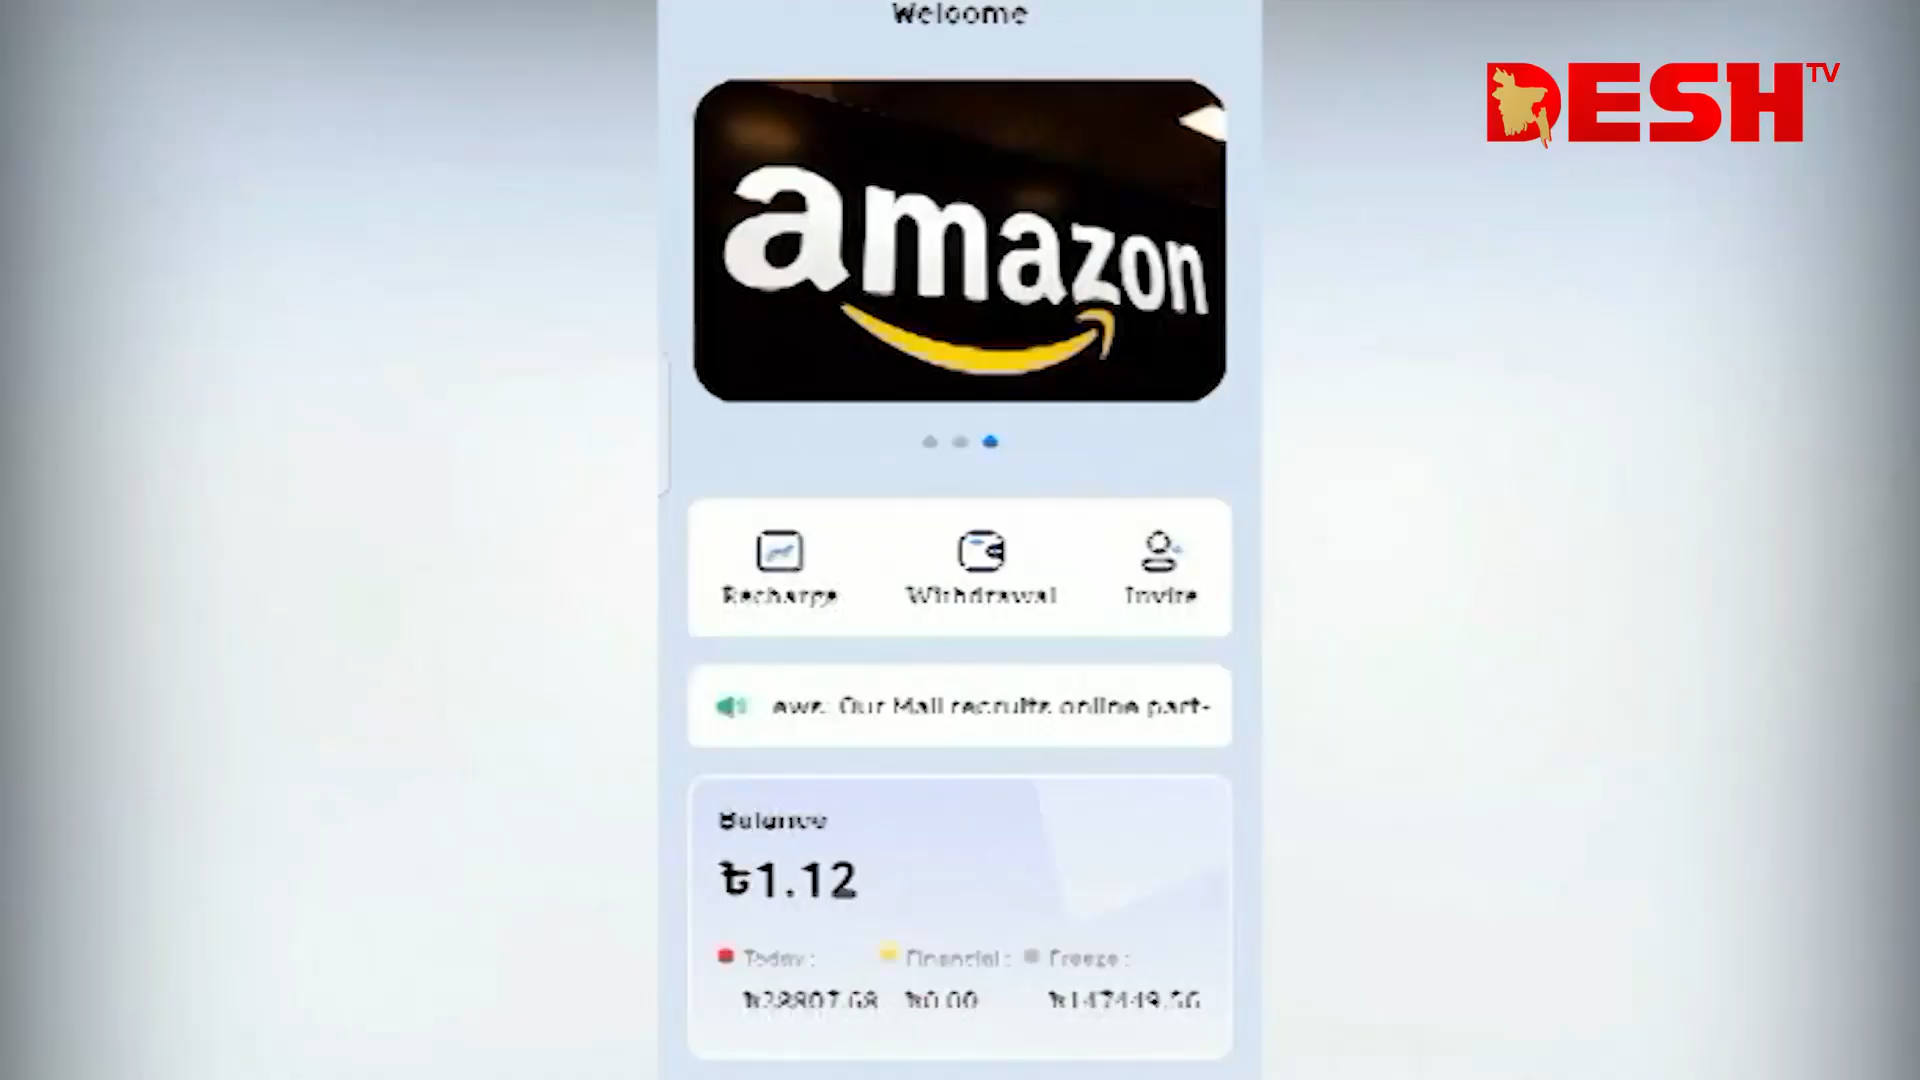 Welcome
DESH TV
amazon
Recharge Withdrawal Invite
ews: Our Mall recruits online part-
Balance
৳1.12
Today : Financial : Freeze :
৳0.00